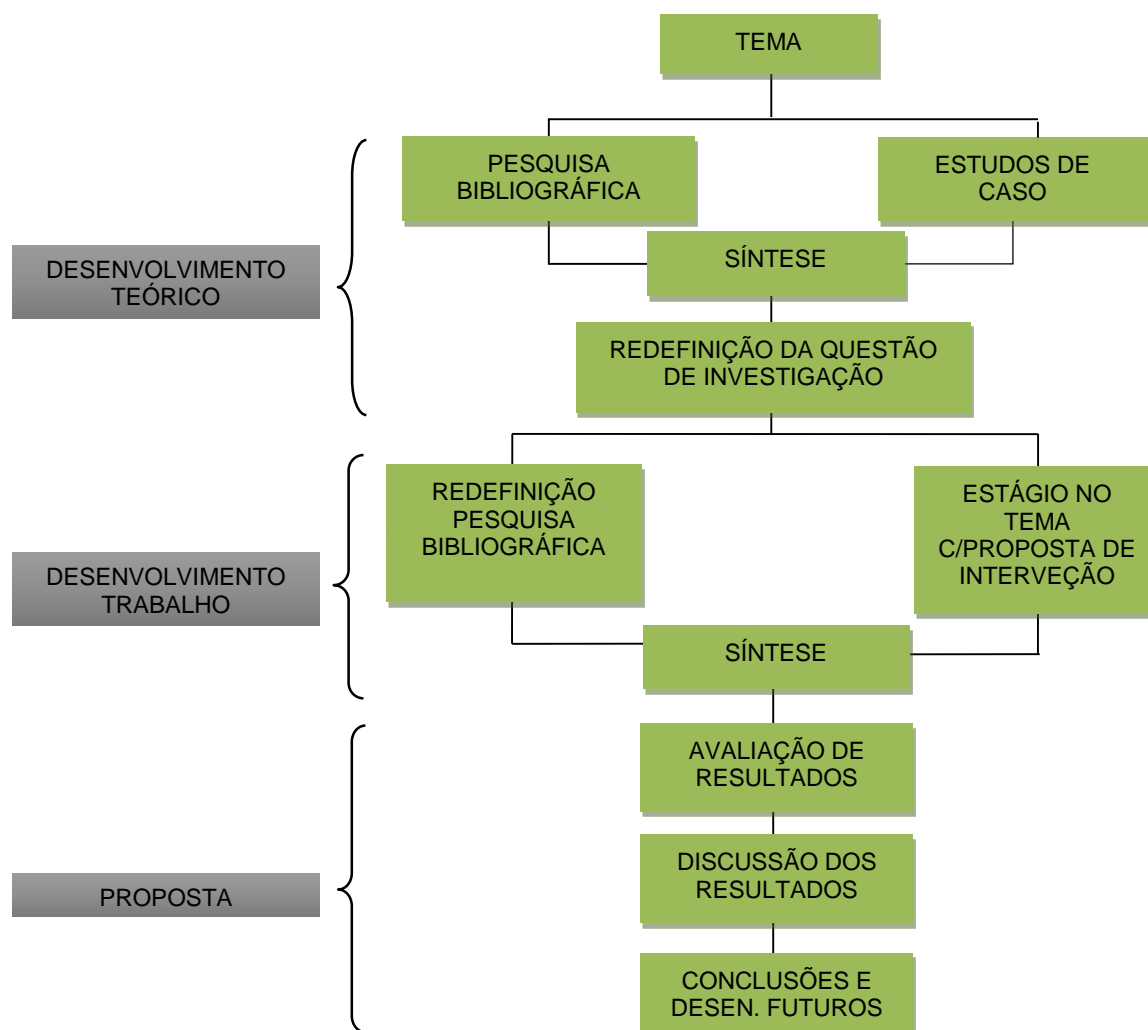 TEMA
PESQUISA
BIBLIOGRÁFICA
ESTUDOS DE
CASO
DESENVOLVIMENTO
TEÓRICO
SÍNTESE
REDEFINIÇÃO DA QUESTÃO
DE INVESTIGAÇÃO
REDEFINIÇÃO
PESQUISA
BIBLIOGRÁFICA
ESTÁGIO NO
TEMA
C/PROPOSTA DE
INTERVEÇÃO
DESENVOLVIMENTO
TRABALHO
SÍNTESE
AVALIAÇÃO DE
RESULTADOS
DISCUSSÃO DOS
RESULTADOS
PROPOSTA
CONCLUSÕES E
DESEN. FUTUROS